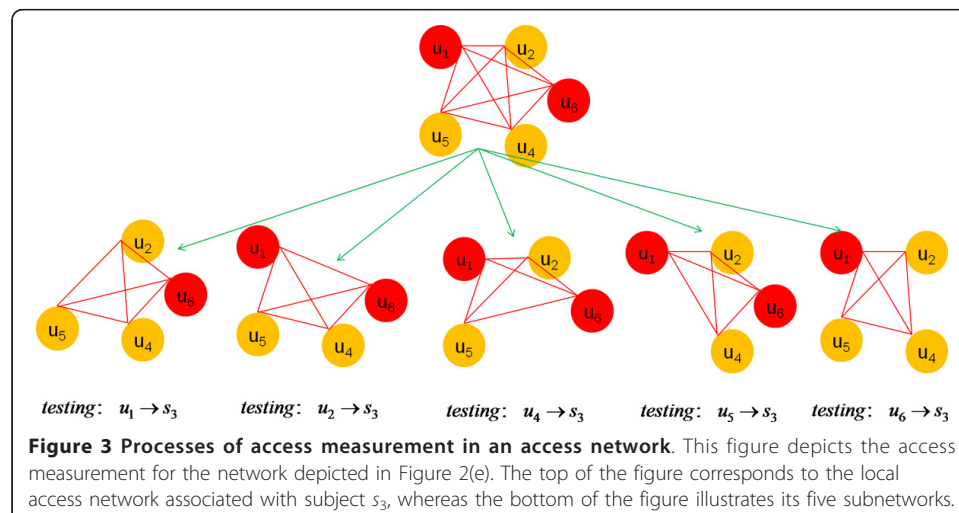 u1 u2
u6
u5 u4
u2 u1 u1 u2 u1 u2 u1 u2
u6 u6 u6 u6
u5 u4 u5 u4 u5 u4 u5 u4
testing: u1 → s3 testing: u2 → s3 testing: u4 → s3 testing: u5 → s3 testing: u6 → s3
Figure 3 Processes of access measurement in an access network. This figure depicts the access
measurement for the network depicted in Figure 2(e). The top of the figure corresponds to the local
access network associated with subject s3, whereas the bottom of the figure illustrates its five subnetworks.